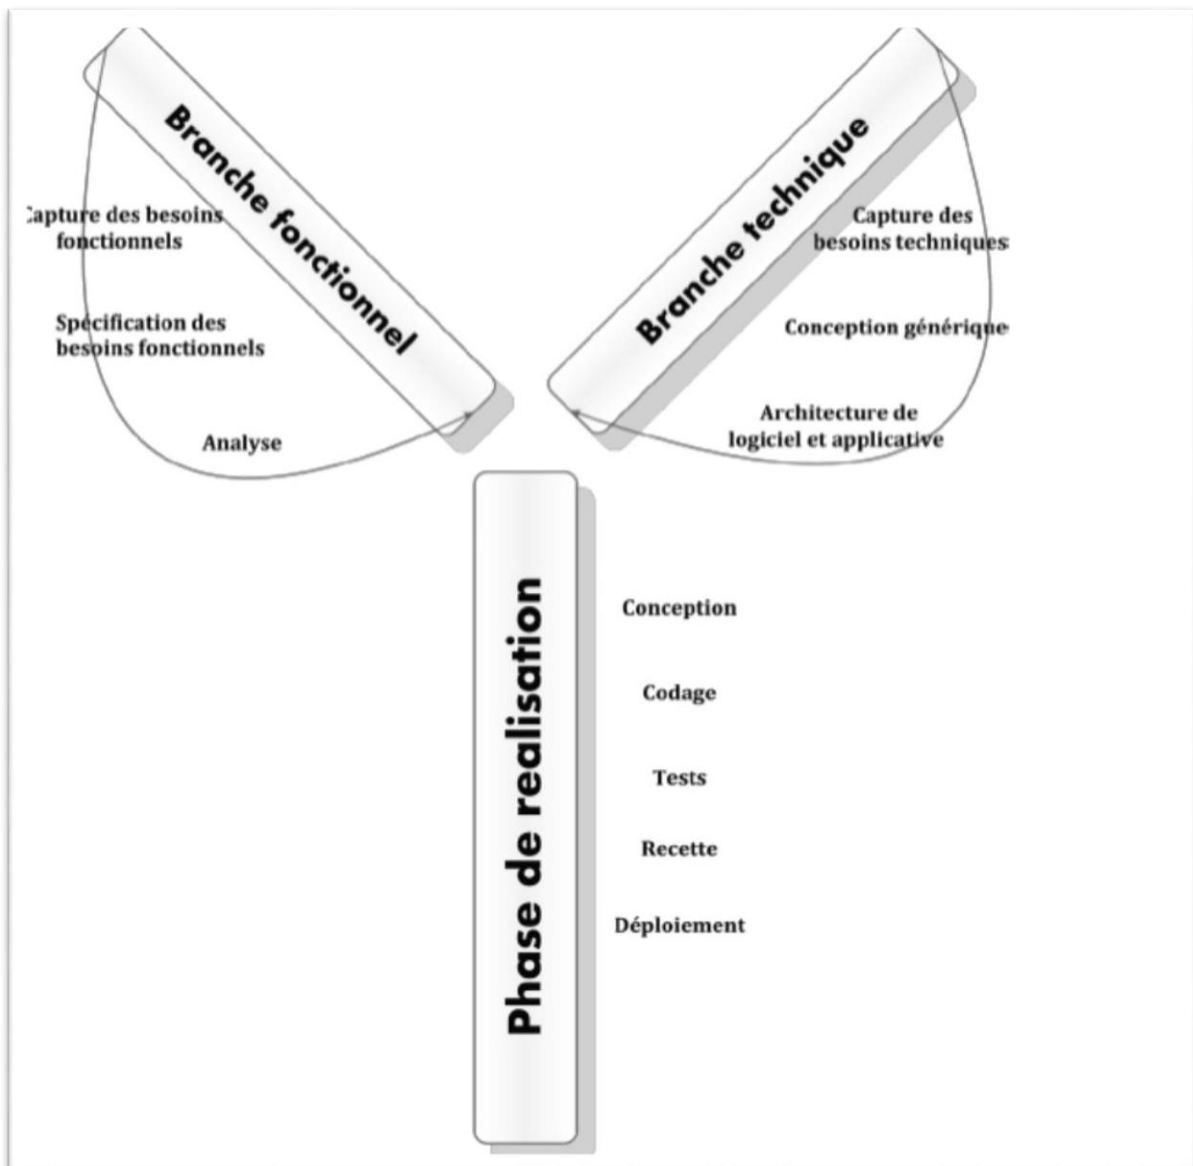 Branche fonctionnel
des besoins
fonctionnels
Spécification des
besoins fonctionnels
Analyse
Branche technique
Capture des
besoins techniques
Conception générique
Architecture de
logiciel et applicative
Phase de realisation
Conception
Codage
Tests
Recette
Déploiement